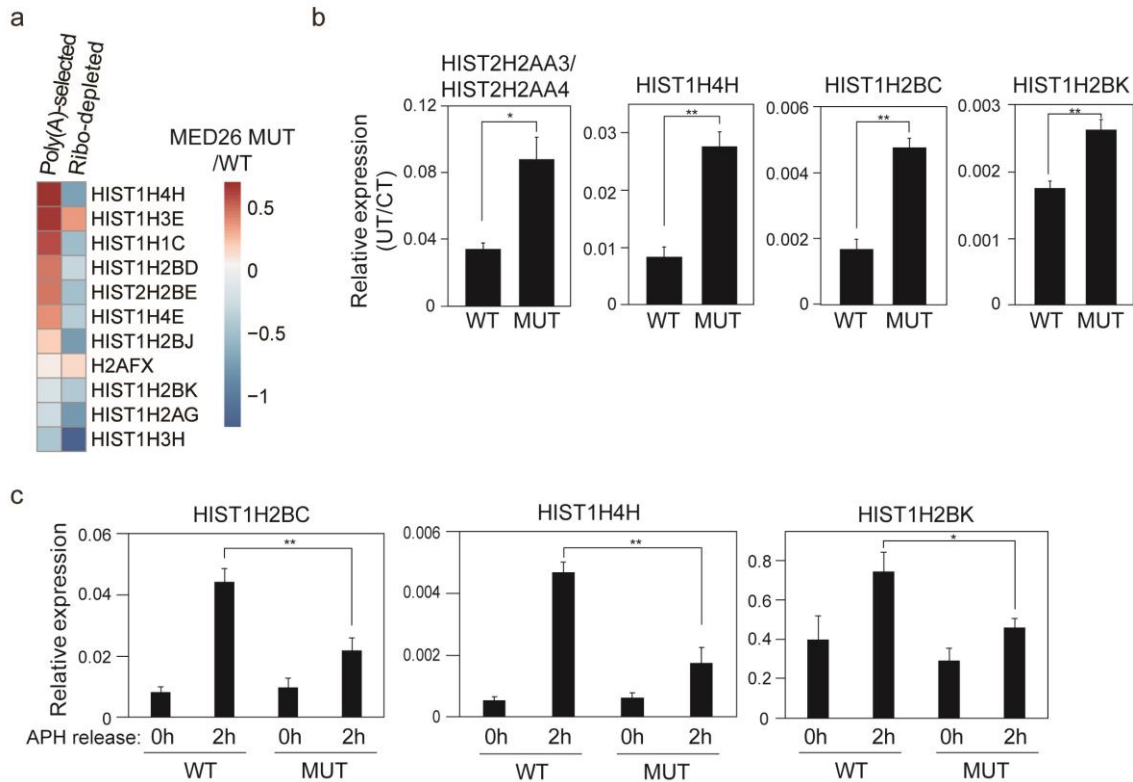 a
Poly(A)-selected
Ribo-depleted
MED26 MUT
/WT
HIST1H4H
HIST1H3E
HIST1H1C
HIST1H2BD
HIST2H2BE
HIST1H4E
HIST1H2BJ
H2AFX
HIST1H2BK
HIST1H2AG
HIST1H3H
0.5
0
−0.5
−1
b
Relative expression
(UT/CT)
HIST2H2AA3/
HIST2H2AA4
0.12
0.08
0.04
0
*
WT MUT
HIST1H4H
0.03
0.02
0.01
0
**
WT MUT
HIST1H2BC
0.006
0.004
0.002
0
**
WT MUT
HIST1H2BK
0.003
0.002
0.001
0
**
WT MUT
c
Relative expression
HIST1H2BC
0.06
0.04
0.02
0
**
APH release: 0h 2h 0h 2h
WT MUT
HIST1H4H
0.006
0.004
0.002
0
**
0h 2h 0h 2h
WT MUT
HIST1H2BK
0.8
0.6
0.4
0.2
0
*
0h 2h 0h 2h
WT MUT